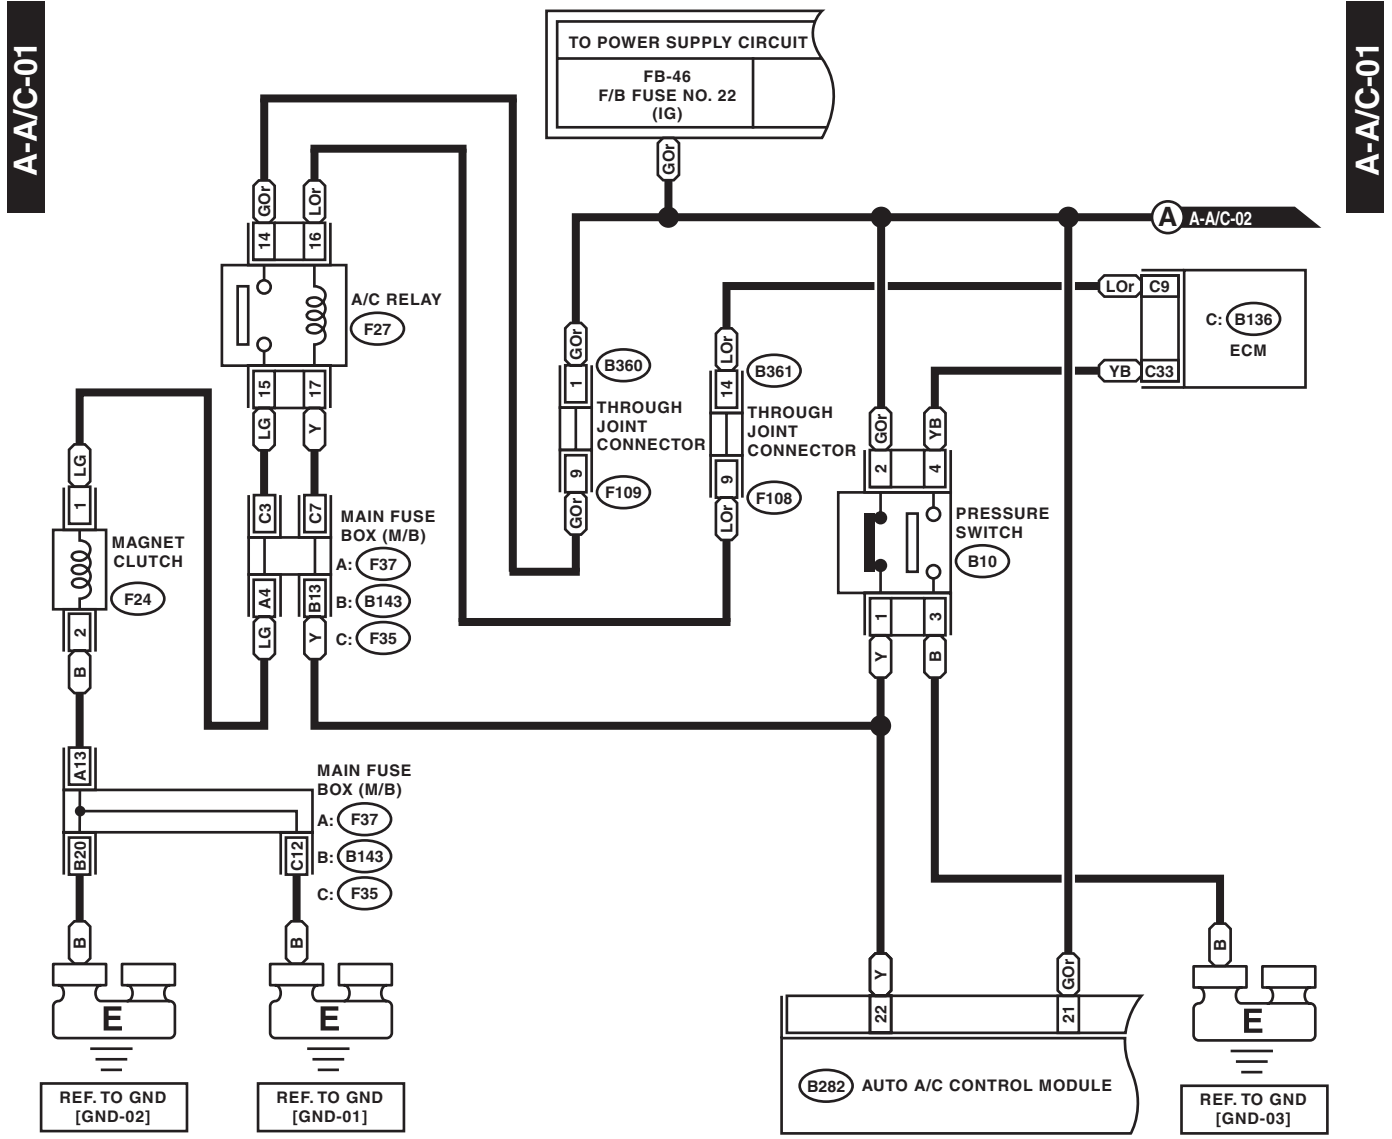 A-A/C-01
A-A/C-01
TO POWER SUPPLY CIRCUIT
FB-46
F/B FUSE NO. 22
(IG)
GOr
A
A-A/C-02
GOr
LOr
14
16
A/C RELAY
F27
15
17
LG
Y
LOr
C9
C: B136
ECM
YB
C33
GOr
1
B360
THROUGH
JOINT
CONNECTOR
9
F109
GOr
LOr
14
B361
THROUGH
JOINT
CONNECTOR
9
F108
LOr
GOr
YB
2
4
PRESSURE
SWITCH
B10
1
3
Y
B
LG
1
MAGNET
CLUTCH
F24
2
B
C3
C7
MAIN FUSE
BOX (M/B)
A: F37
B: B143
C: F35
A4
B13
LG
Y
A13
MAIN FUSE
BOX (M/B)
A: F37
B: B143
C: F35
B20
C12
B
B
E
E
REF. TO GND
[GND-02]
REF. TO GND
[GND-01]
Y
GOr
22
21
B282 AUTO A/C CONTROL MODULE
B
E
REF. TO GND
[GND-03]